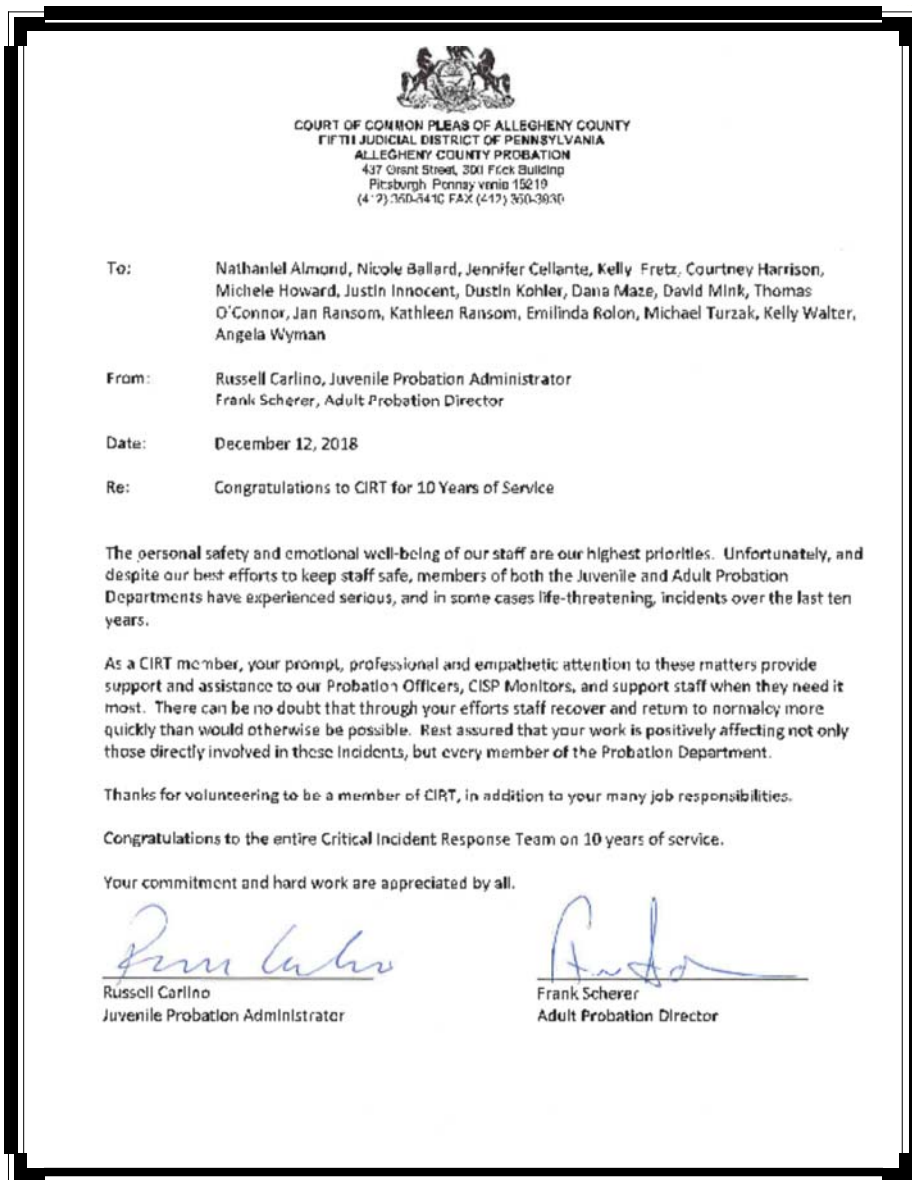 COURT OF COMMON PLEAS OF ALLEGHENY COUNTY
FIFTH JUDICIAL DISTRICT OF PENNSYLVANIA
ALLEGHENY COUNTY PROBATION
437 Grant Street, 300 Frick Building
Pittsburgh Pennsylvania 15219
FAX (412)
To: Nathaniel Almond, Nicole Ballard, Jennifer Cellante, Kelly Fretz, Courtney Harrison,
Michele Howard, Justin Innocent, Dustin Kohler, Dana Maze, David Mink, Thomas
O'Connor, Jan Ransom, Kathleen Ransom, Emilinda Rolon, Michael Turzak, Kelly Walter,
Angela Wyman
From: Russell Carlino, Juvenile Probation Administrator
Frank Scherer, Adult Probation Director
Date: December 12, 2018
Re: Congratulations to CIRT for 10 Years of Service
The personal safety and emotional well-being of our staff are our highest priorities. Unfortunately, and
despite our best efforts to keep staff safe, members of both the Juvenile and Adult Probation
Departments have experienced serious, and in some cases life-threatening, incidents over the last ten
years.
As a CIRT member, your prompt, professional and empathetic attention to these matters provide
support and assistance to our Probation Officers, CISP Monitors, and support staff when they need it
most. There can be no doubt that through your efforts staff recover and return to normalcy more
quickly than would otherwise be possible. Rest assured that your work is positively affecting not only
those directly involved in these Incidents, but every member of the Probation Department.
Thanks for volunteering to be a member of CIRT, in addition to your many job responsibilities.
Congratulations to the entire Critical Incident Response Team on 10 years of service.
Your commitment and hard work are appreciated by all.
Russell Carlino Frank Scherer
Juvenile Probation Administrator Adult Probation Director